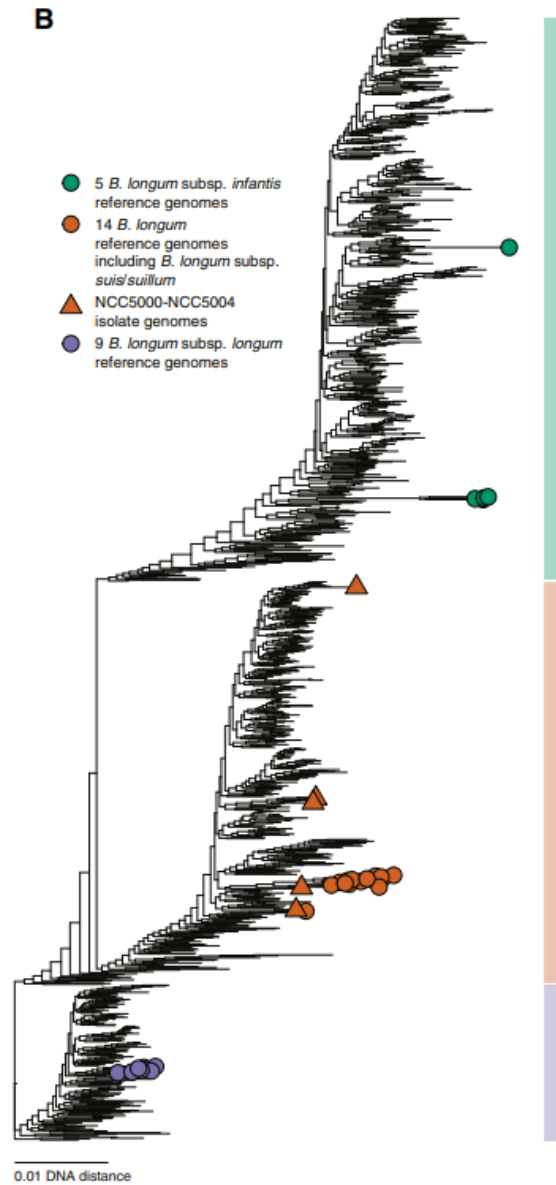 B
5 B. longum subsp. infantis
reference genomes
14 B. longum
reference genomes
including B. longum subsp.
suis/suillum
NCC5000-NCC5004
isolate genomes
9 B. longum subsp. longum
reference genomes
0.01 DNA distance